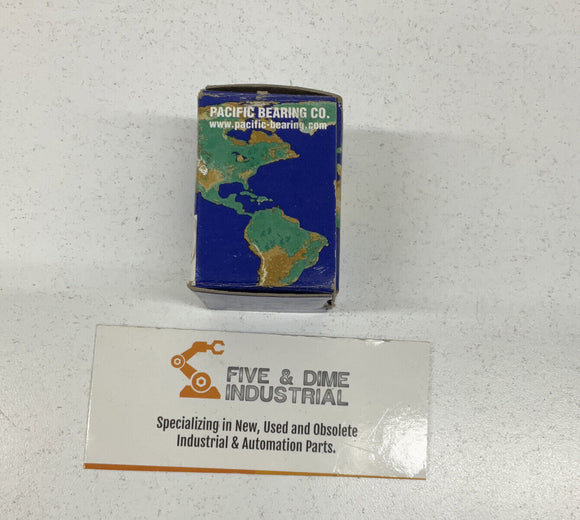 PACIFIC BEARING CO.
www.pacific-bearing.com
FIVE & DIME
INDUSTRIAL
Specializing in New, Used and Obsolete
Industrial & Automation Parts.